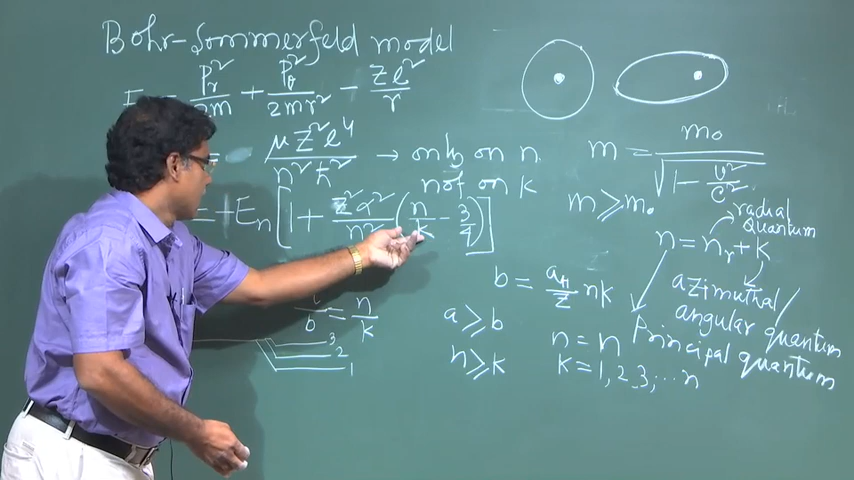 Bohr-Sommerfeld model
E = Pr²/2m + Pθ²/2mr² - Ze²/r
= μZ²e⁴/n²ħ² → only on n.
not on k
= +En[1 + Z²α²/n² (n/k - 3/4)]
b = n/k
3
2
1
m = m₀/√(1 - v²/c²)
m ≥ m₀
radial quantum
n = nr + k
azimuthal/
angular quantum
Principal quantum
nk
a ≥ b
n ≥ k
n = n
k = 1, 2, 3, ... n